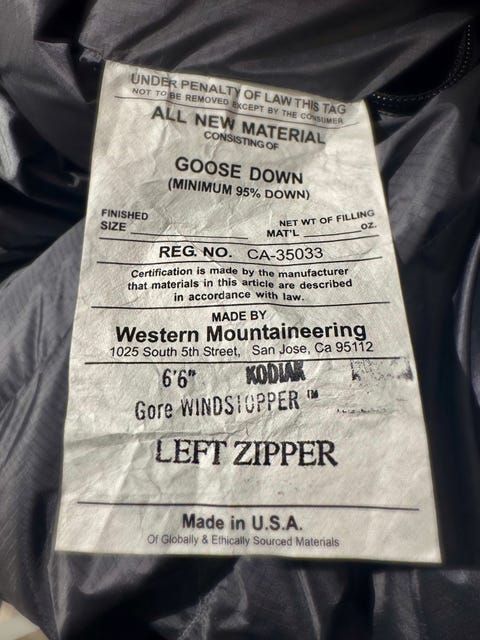 UNDER PENALTY OF LAW THIS TAG
NOT TO BE REMOVED EXCEPT BY THE CONSUMER
ALL NEW MATERIAL
CONSISTING OF
GOOSE DOWN
(MINIMUM 95% DOWN)
FINISHED
SIZE
NET WT OF FILLING
MAT'L OZ.
REG. NO. CA-35033
Certification is made by the manufacturer
that materials in this article are described
in accordance with law.
MADE BY
Western Mountaineering
1025 South 5th Street, San Jose, Ca 95112
6'6" KODIAK
Gore WINDSTOPPER ™
LEFT ZIPPER
Made in U.S.A.
Of Globally & Ethically Sourced Materials